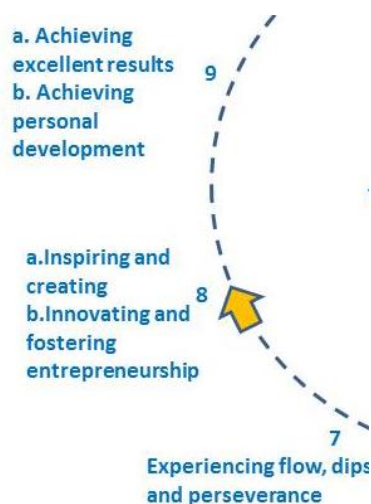 a. Achieving
excellent results
b. Achieving
personal
development
9
a.Inspiring and
creating
b.Innovating and
fostering
entrepreneurship
8
7
Experiencing flow, dips
and perseverance